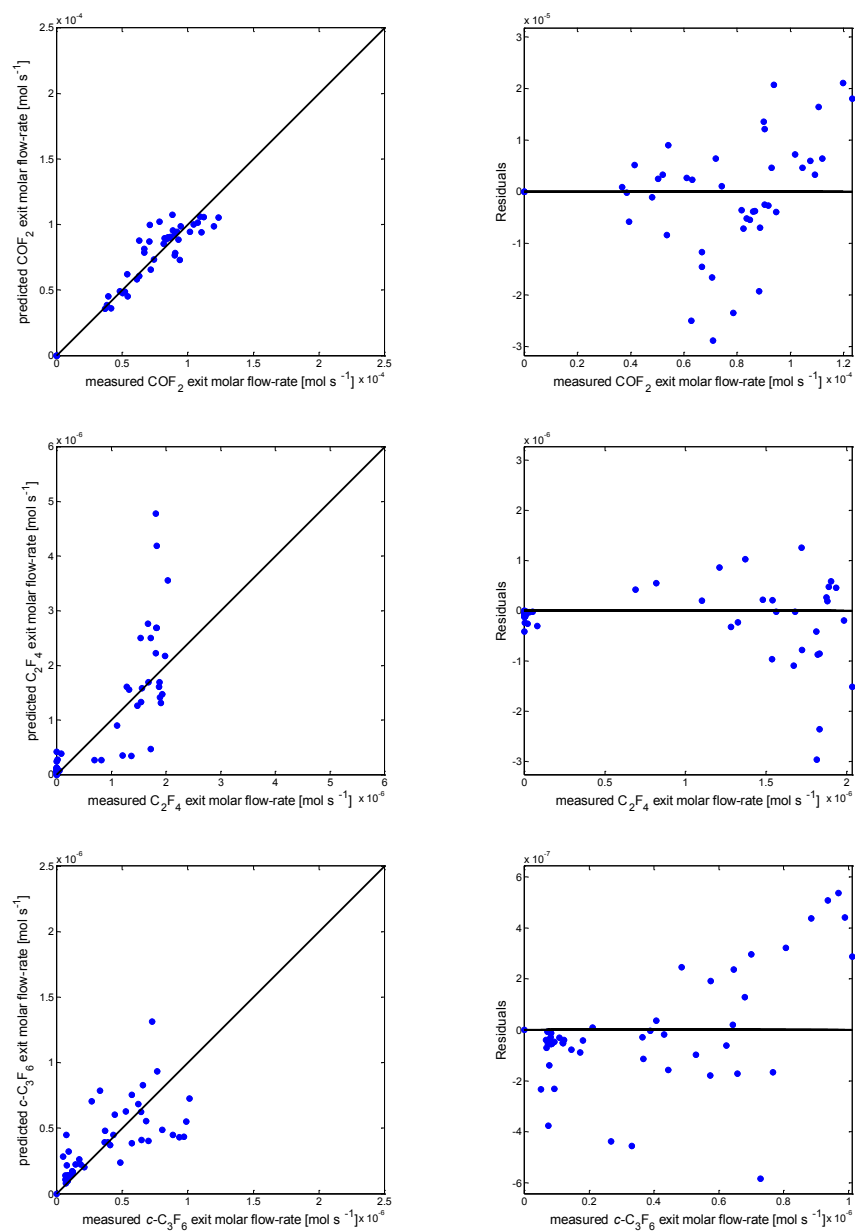 x 10⁻⁴
2.5
2
1.5
1
0.5
0
predicted COF₂ exit molar flow-rate [mol s⁻¹]
0 0.5 1 1.5 2 2.5
measured COF₂ exit molar flow-rate [mol s ⁻¹] x 10⁻⁴
x 10⁻⁵
3
2
1
0
-1
-2
-3
Residuals
0 0.2 0.4 0.6 0.8 1 1.2
measured COF₂ exit molar flow-rate [mol s ⁻¹] x 10⁻⁴
x 10⁻⁶
6
5
4
3
2
1
0
predicted C₂F₄ exit molar flow-rate [mol s⁻¹]
0 1 2 3 4 5 6
measured C₂F₄ exit molar flow-rate [mol s ⁻¹] x 10⁻⁶
x 10⁻⁶
3
2
1
0
-1
-2
-3
Residuals
0 0.5 1 1.5 2
measured C₂F₄ exit molar flow-rate [mol s ⁻¹] x 10⁻⁶
x 10⁻⁶
2.5
2
1.5
1
0.5
0
predicted c-C₃F₆ exit molar flow-rate [mol s⁻¹]
0 0.5 1 1.5 2 2.5
measured c-C₃F₆ exit molar flow-rate [mol s ⁻¹] x 10⁻⁶
x 10⁻⁷
6
4
2
0
-2
-4
-6
Residuals
0 0.2 0.4 0.6 0.8 1
measured c-C₃F₆ exit molar flow-rate [mol s ⁻¹] x 10⁻⁶